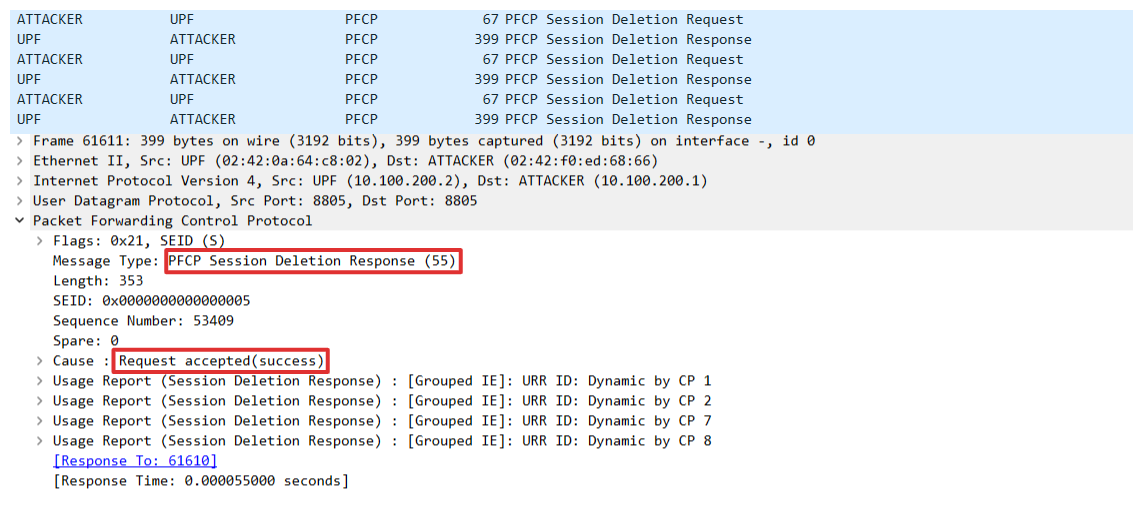 ATTACKER UPF PFCP 67 PFCP Session Deletion Request
UPF ATTACKER PFCP 399 PFCP Session Deletion Response
ATTACKER UPF PFCP 67 PFCP Session Deletion Request
UPF ATTACKER PFCP 399 PFCP Session Deletion Response
ATTACKER UPF PFCP 67 PFCP Session Deletion Request
UPF ATTACKER PFCP 399 PFCP Session Deletion Response
Frame 61611: 399 bytes on wire (3192 bits), 399 bytes captured (3192 bits) on interface -, id 0
Ethernet II, Src: UPF (02:42:0a:64:c8:02), Dst: ATTACKER (02:42:f0:ed:68:66)
Internet Protocol Version 4, Src: UPF (10.100.200.2), Dst: ATTACKER (10.100.200.1)
User Datagram Protocol, Src Port: 8805, Dst Port: 8805
Packet Forwarding Control Protocol
Flags: 0x21, SEID (S)
Message Type: PFCP Session Deletion Response (55)
Length: 353
SEID: 0x0000000000000005
Sequence Number: 53409
Spare: 0
Cause : Request accepted(success)
Usage Report (Session Deletion Response) : [Grouped IE]: URR ID: Dynamic by CP 1
Usage Report (Session Deletion Response) : [Grouped IE]: URR ID: Dynamic by CP 2
Usage Report (Session Deletion Response) : [Grouped IE]: URR ID: Dynamic by CP 7
Usage Report (Session Deletion Response) : [Grouped IE]: URR ID: Dynamic by CP 8
[Response To: 61610]
[Response Time: 0.000055000 seconds]